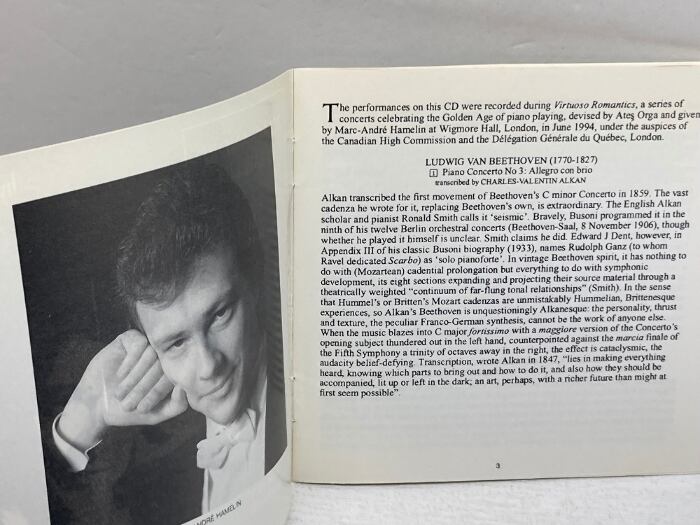 The performances on this CD were recorded during Virtuoso Romantics, a series of
concerts celebrating the Golden Age of piano playing, devised by Ateş Orga and given
by Marc-André Hamelin at Wigmore Hall, London, in June 1994, under the auspices of
the Canadian High Commission and the Délégation Générale du Québec, London.
LUDWIG VAN BEETHOVEN (1770-1827)
1 Piano Concerto No 3: Allegro con brio
transcribed by CHARLES-VALENTIN ALKAN
Alkan transcribed the first movement of Beethoven's C minor Concerto in 1859. The vast
cadenza he wrote for it, replacing Beethoven's own, is extraordinary. The English Alkan
scholar and pianist Ronald Smith calls it 'seismic'. Bravely, Busoni programmed it in the
ninth of his twelve Berlin orchestral concerts (Beethoven-Saal, 8 November 1906), though
whether he played it himself is unclear. Smith claims he did. Edward J Dent, however, in
Appendix III of his classic Busoni biography (1933), names Rudolph Ganz (to whom
Ravel dedicated Scarbo) as 'solo pianoforte'. In vintage Beethoven spirit, it has nothing to
do with (Mozartean) cadential prolongation but everything to do with symphonic
development, its eight sections expanding and projecting their source material through a
theatrically weighted "continuum of far-flung tonal relationships" (Smith). In the sense
that Hummel's or Britten's Mozart cadenzas are unmistakably Hummelian, Brittenesque
experiences, so Alkan's Beethoven is unquestioningly Alkanesque: the personality, thrust
and texture, the peculiar Franco-German synthesis, cannot be the work of anyone else.
When the music blazes into C major fortissimo with a maggiore version of the Concerto's
opening subject thundered out in the left hand, counterpointed against the marcia finale of
the Fifth Symphony a trinity of octaves away in the right, the effect is cataclysmic, the
audacity belief-defying. Transcription, wrote Alkan in 1847, "lies in making everything
heard, knowing which parts to bring out and how to do it, and also how they should be
accompanied, lit up or left in the dark; an art, perhaps, with a richer future than might at
first seem possible".
3
HAMELIN